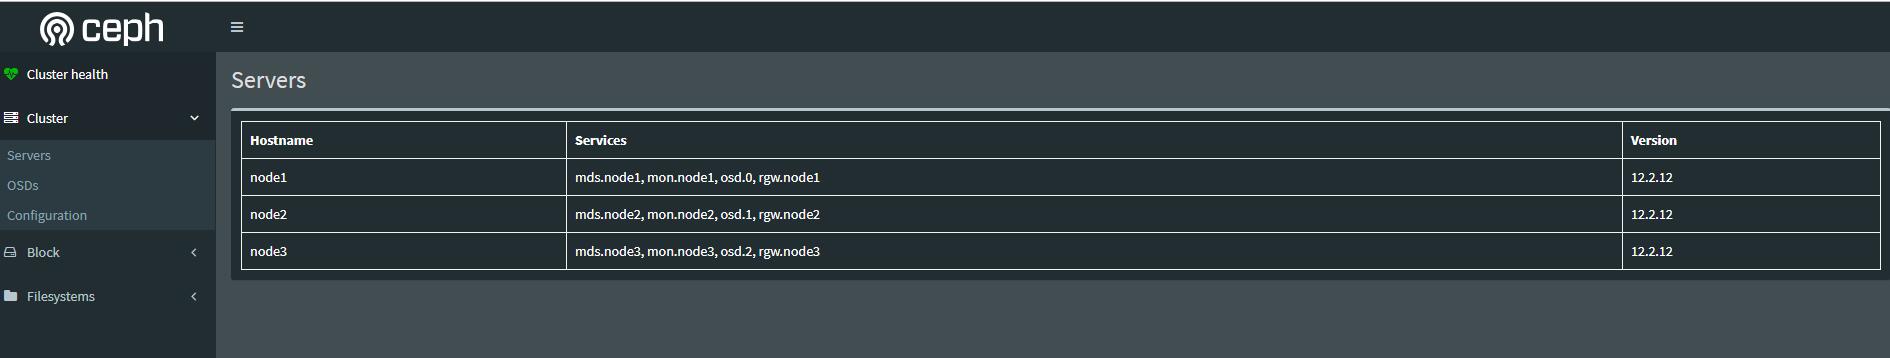 ceph
Cluster health
Cluster
Servers
OSDs
Configuration
Block
Filesystems
Servers
Hostname Services Version
node1 mds.node1, mon.node1, osd.0, rgw.node1 12.2.12
node2 mds.node2, mon.node2, osd.1, rgw.node2 12.2.12
node3 mds.node3, mon.node3, osd.2, rgw.node3 12.2.12